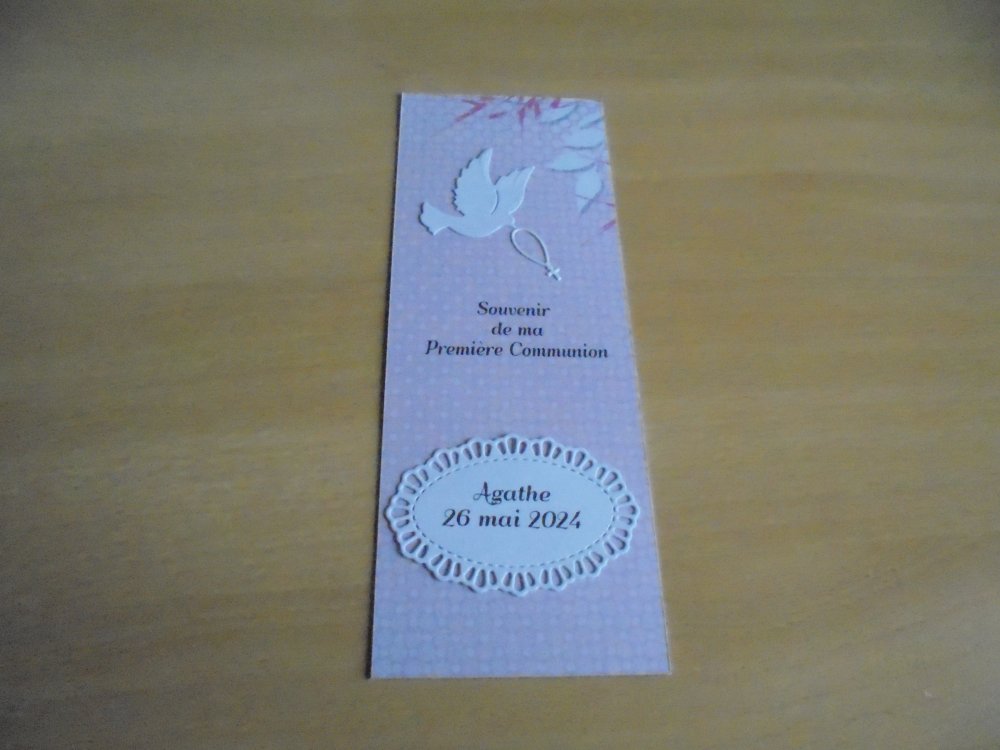 Souvenir
de ma
Première Communion
Agathe
26 mai 2024